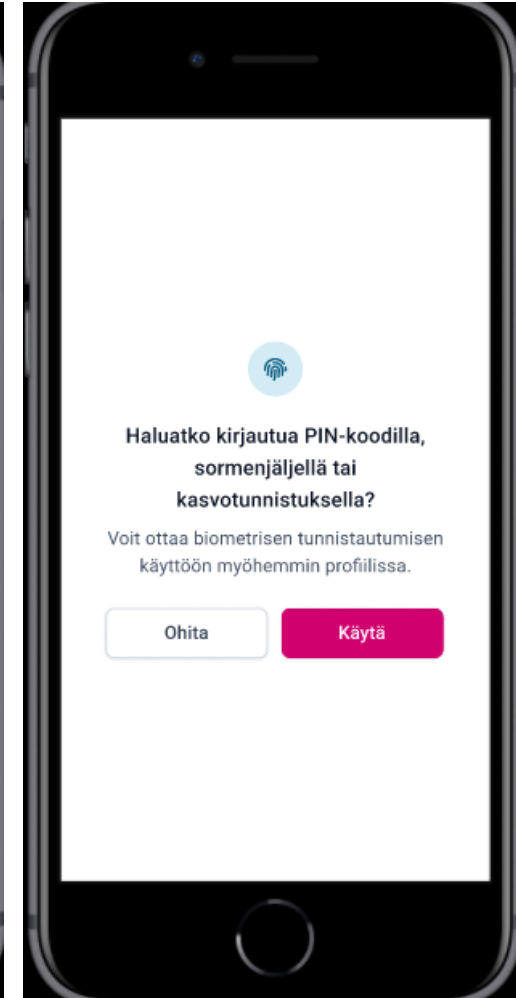 Haluatko kirjautua PIN-koodilla,
sormenjäljellä tai
kasvotunnistuksella?
Voit ottaa biometrisen tunnistautumisen
käyttöön myöhemmin profiilissa.
Ohita
Käytä